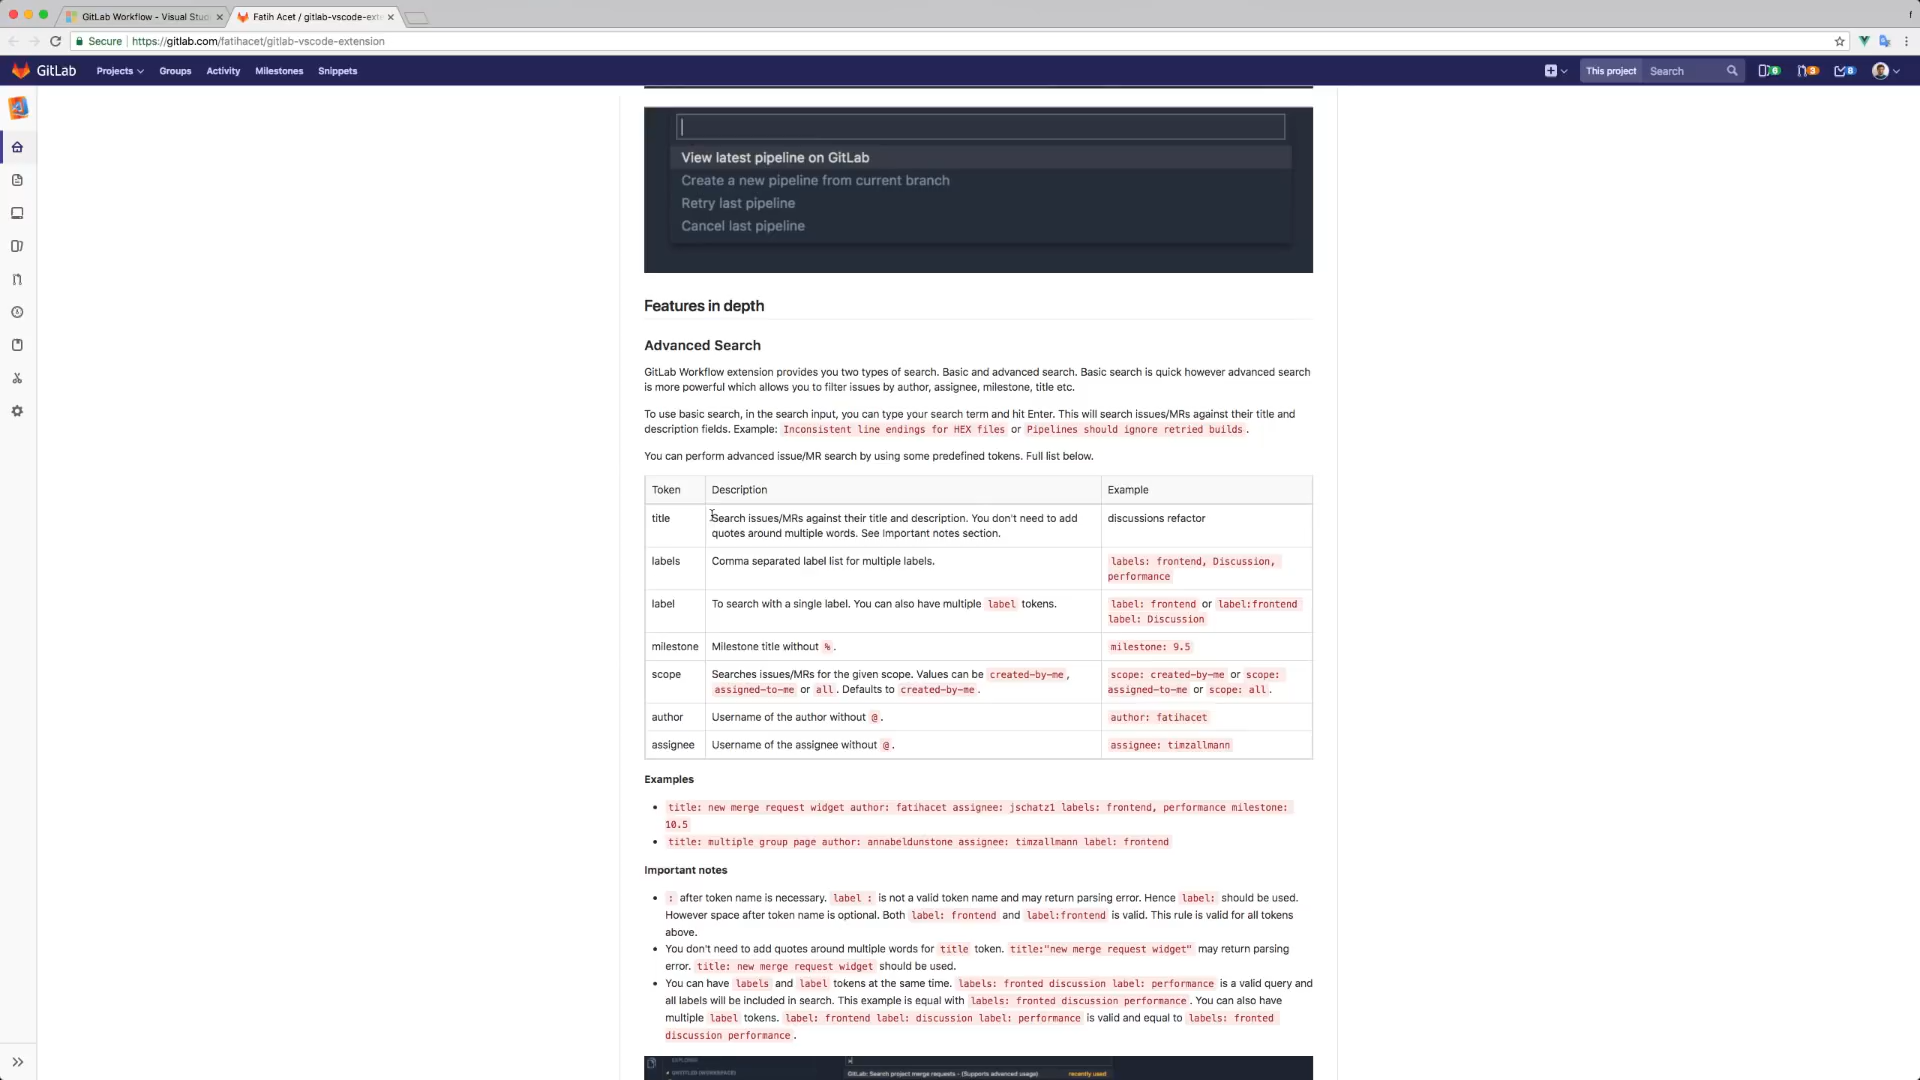 GitLab Workflow - Visual Stud
Fatih Acet / gitlab-vscode-exte
Secure https://gitlab.com/fatihacet/gitlab-vscode-extension
GitLab Projects Groups Activity Milestones Snippets This project Search 6 3 8
View latest pipeline on GitLab
Create a new pipeline from current branch
Retry last pipeline
Cancel last pipeline
Features in depth
Advanced Search
GitLab Workflow extension provides you two types of search. Basic and advanced search. Basic search is quick however advanced search
is more powerful which allows you to filter issues by author, assignee, milestone, title etc.
To use basic search, in the search input, you can type your search term and hit Enter. This will search issues/MRs against their title and
description fields. Example: Inconsistent line endings for HEX files or Pipelines should ignore retried builds .
You can perform advanced issue/MR search by using some predefined tokens. Full list below.
Token Description Example
title Search issues/MRs against their title and description. You don't need to add discussions refactor
quotes around multiple words. See Important notes section.
labels Comma separated label list for multiple labels. labels: frontend, Discussion,
performance
label To search with a single label. You can also have multiple label tokens. label: frontend or label:frontend
label: Discussion
milestone Milestone title without % . milestone: 9.5
scope Searches issues/MRs for the given scope. Values can be created-by-me , scope: created-by-me or scope:
assigned-to-me or all . Defaults to created-by-me . assigned-to-me or scope: all .
author Username of the author without @ . author: fatihacet
assignee Username of the assignee without @ . assignee: timzallmann
Examples
• title: new merge request widget author: fatihacet assignee: jschatz1 labels: frontend, performance milestone:
10.5
• title: multiple group page author: annabeldunstone assignee: timzallmann label: frontend
Important notes
• : after token name is necessary. label : is not a valid token name and may return parsing error. Hence label: should be used.
However space after token name is optional. Both label: frontend and label:frontend is valid. This rule is valid for all tokens
above.
• You don't need to add quotes around multiple words for title token. title:"new merge request widget" may return parsing
error. title: new merge request widget should be used.
• You can have labels and label tokens at the same time. labels: fronted discussion label: performance is a valid query and
all labels will be included in search. This example is equal with labels: fronted discussion performance . You can also have
multiple label tokens. label: frontend label: discussion label: performance is valid and equal to labels: fronted
discussion performance .
EXPLORER
UNTITLED (WORKSPACE)
GitLab: Search project merge requests - (Supports advanced usage) recently used